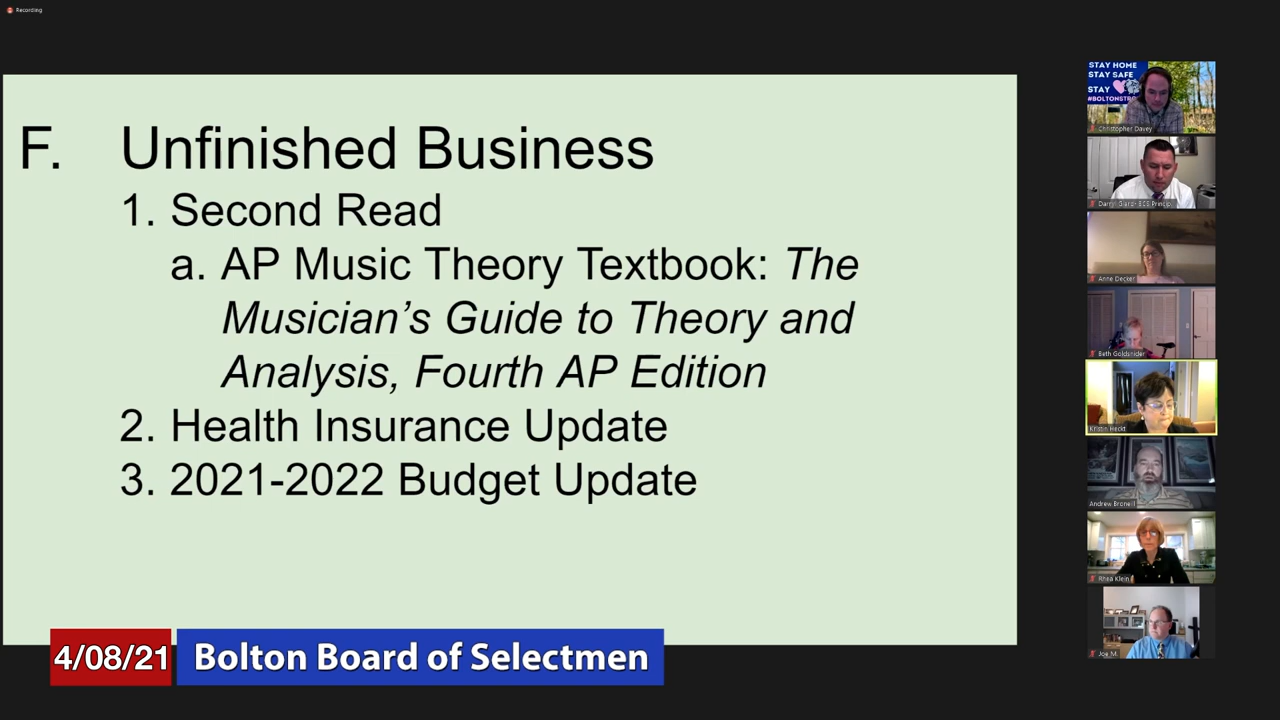 Recording
F. Unfinished Business
1. Second Read
a. AP Music Theory Textbook: The
Musician's Guide to Theory and
Analysis, Fourth AP Edition
2. Health Insurance Update
3. 2021-2022 Budget Update
4/08/21 Bolton Board of Selectmen
STAY HOME
STAY SAFE
STAY
Christopher Davey
Anne Decker
Beth Goldsnider
Kristin Heckt
Andrew Broneill
Rhea Klein
Joe M.